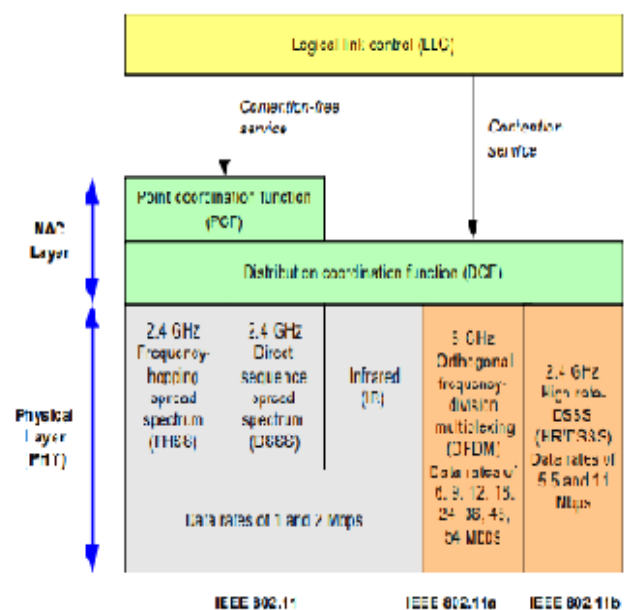 Logical link control (LLC)
Contention-free
service
Contention
service
Point coordination function
(PCF)
MAC
Layer
Distribution coordination function (DCF)
2.4 GHz
Frequency-
hopping
spread
spectrum
(FHSS)
2.4 GHz
Direct
sequence
spread
spectrum
(DSSS)
Infrared
(IR)
5 GHz
Orthogonal
frequency-
division
multiplexing
(OFDM)
Data rates of
6, 9, 12, 18,
24, 36, 48,
54 Mbps
2.4 GHz
High rate
DSSS
(HR/DSSS)
Data rates of
5.5 and 11
Mbps
Physical
Layer
(PHY)
Data rates of 1 and 2 Mbps
IEEE 802.11
IEEE 802.11a
IEEE 802.11b